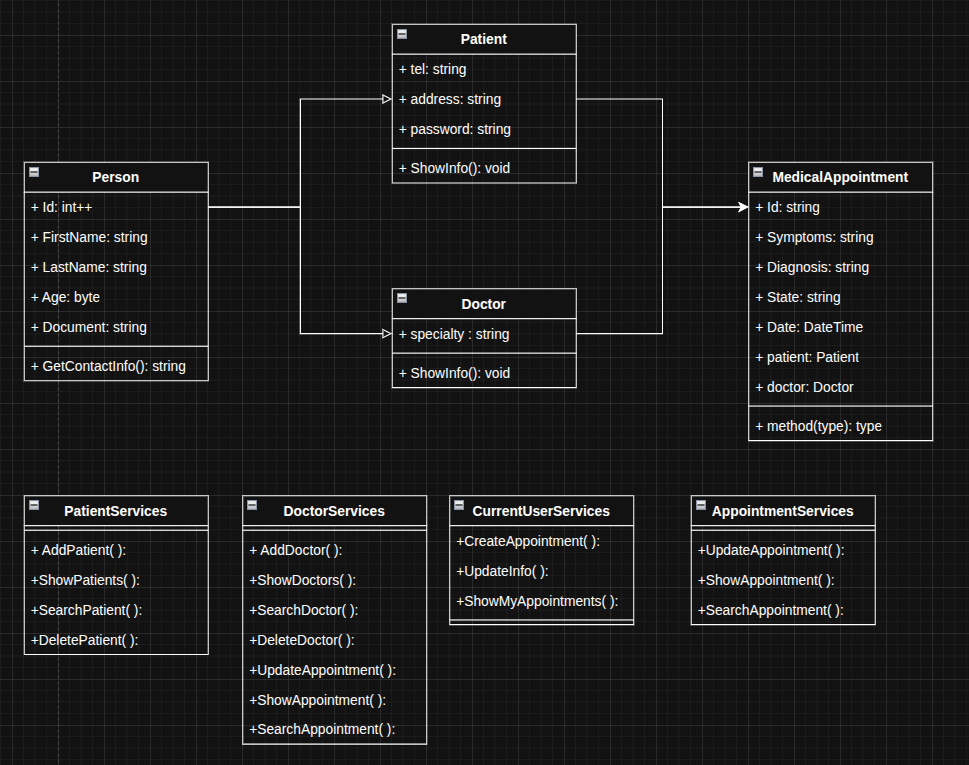 Patient
+ tel: string
+ address: string
+ password: string
+ ShowInfo(): void
Person
+ Id: int++
+ FirstName: string
+ LastName: string
+ Age: byte
+ Document: string
+ GetContactInfo(): string
Doctor
+ specialty : string
+ ShowInfo(): void
MedicalAppointment
+ Id: string
+ Symptoms: string
+ Diagnosis: string
+ State: string
+ Date: DateTime
+ patient: Patient
+ doctor: Doctor
+ method(type): type
PatientServices
+ AddPatient( ):
+ShowPatients( ):
+SearchPatient( ):
+DeletePatient( ):
DoctorServices
+ AddDoctor( ):
+ShowDoctors( ):
+SearchDoctor( ):
+DeleteDoctor( ):
+UpdateAppointment( ):
+ShowAppointment( ):
+SearchAppointment( ):
CurrentUserServices
+CreateAppointment( ):
+UpdateInfo( ):
+ShowMyAppointments( ):
AppointmentServices
+UpdateAppointment( ):
+ShowAppointment( ):
+SearchAppointment( ):